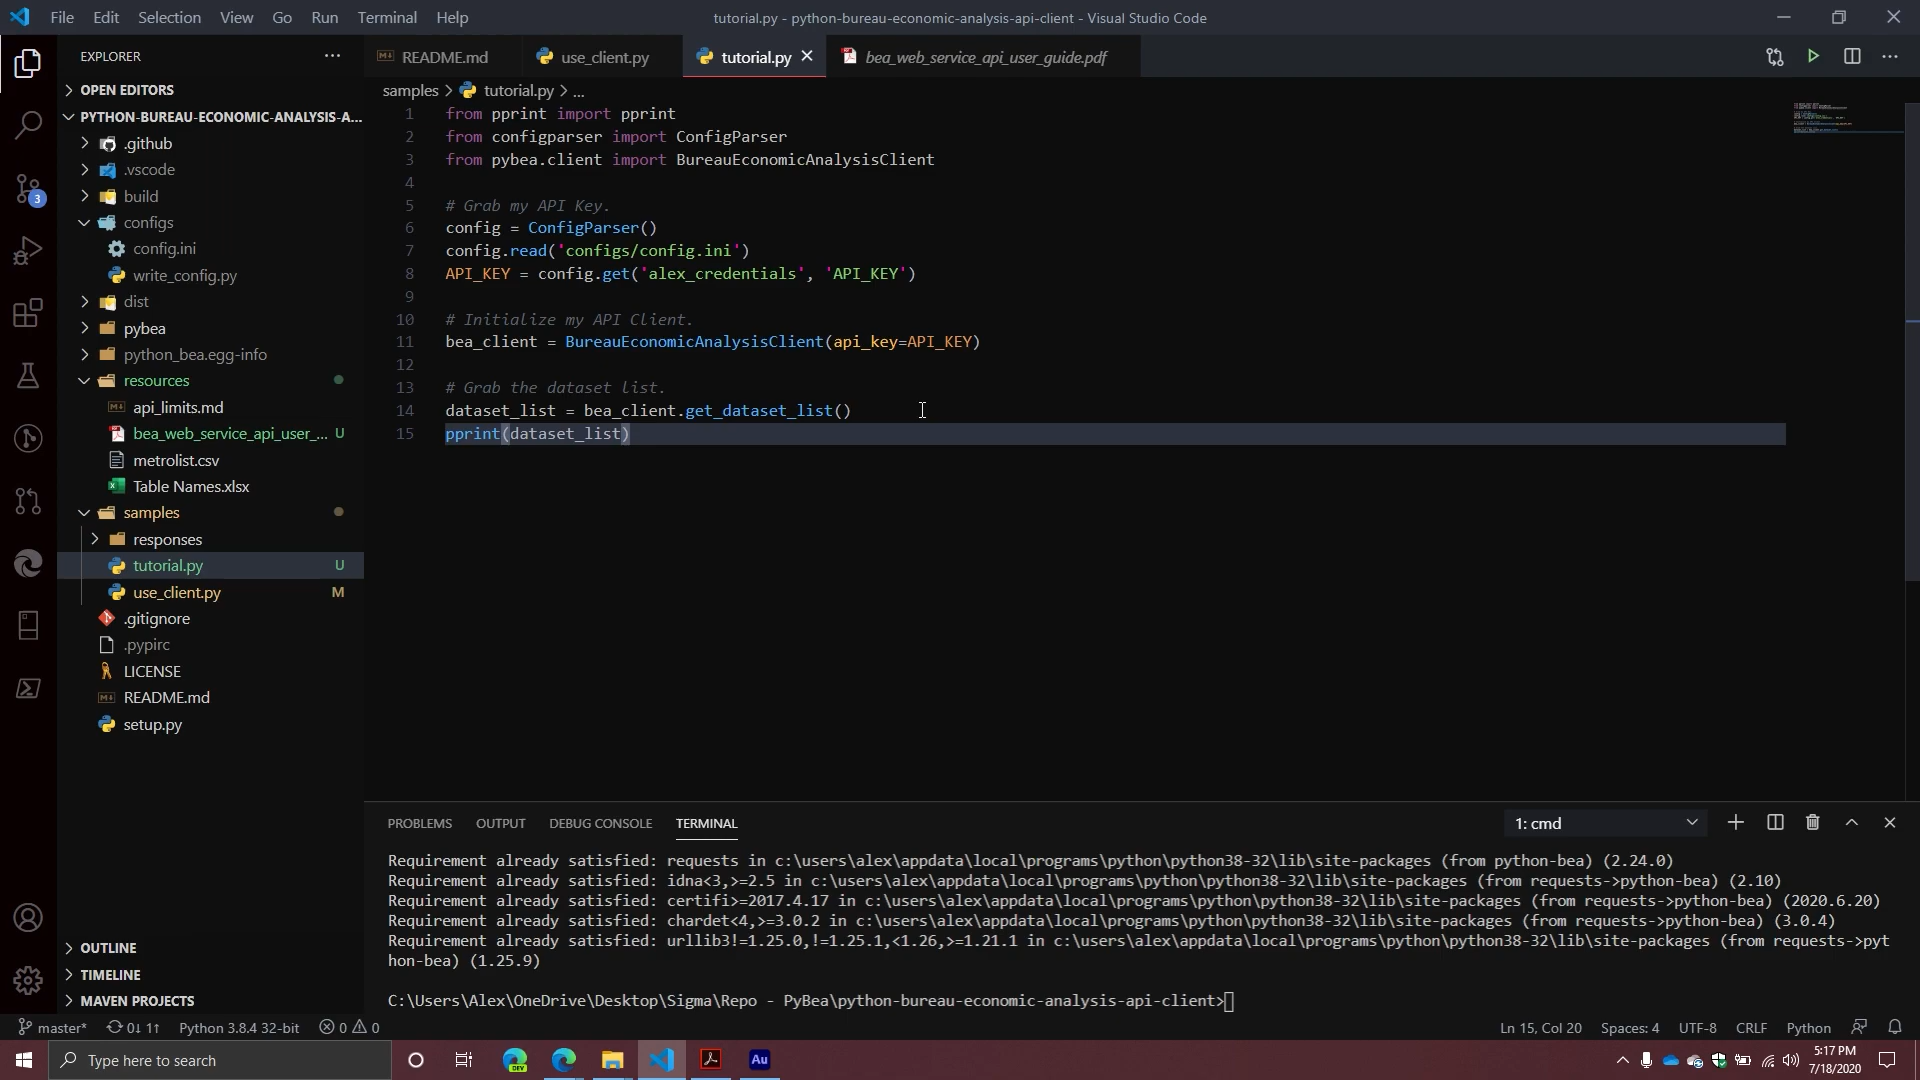 File Edit Selection View Go Run Terminal Help
tutorial.py - python-bureau-economic-analysis-api-client - Visual Studio Code
EXPLORER
README.md
use_client.py
tutorial.py
bea_web_service_api_user_guide.pdf
OPEN EDITORS
PYTHON-BUREAU-ECONOMIC-ANALYSIS-A...
.github
.vscode
build
configs
config.ini
write_config.py
dist
pybea
python_bea.egg-info
resources
api_limits.md
bea_web_service_api_user_... U
metrolist.csv
Table Names.xlsx
samples
responses
tutorial.py U
use_client.py M
.gitignore
.pypirc
LICENSE
README.md
setup.py
OUTLINE
TIMELINE
MAVEN PROJECTS
3
samples > tutorial.py > ...
1 from pprint import pprint
2 from configparser import ConfigParser
3 from pybea.client import BureauEconomicAnalysisClient
4
5 # Grab my API Key.
6 config = ConfigParser()
7 config.read('configs/config.ini')
8 API_KEY = config.get('alex_credentials', 'API_KEY')
9
10 # Initialize my API Client.
11 bea_client = BureauEconomicAnalysisClient(api_key=API_KEY)
12
13 # Grab the dataset list.
14 dataset_list = bea_client.get_dataset_list()
15 pprint(dataset_list)
PROBLEMS OUTPUT DEBUG CONSOLE TERMINAL
1: cmd
Requirement already satisfied: requests in c:\users\alex\appdata\local\programs\python\python38-32\lib\site-packages (from python-bea) (2.24.0)
Requirement already satisfied: idna<3,>=2.5 in c:\users\alex\appdata\local\programs\python\python38-32\lib\site-packages (from requests->python-bea) (2.10)
Requirement already satisfied: certifi>=2017.4.17 in c:\users\alex\appdata\local\programs\python\python38-32\lib\site-packages (from requests->python-bea) (2020.6.20)
Requirement already satisfied: chardet<4,>=3.0.2 in c:\users\alex\appdata\local\programs\python\python38-32\lib\site-packages (from requests->python-bea) (3.0.4)
Requirement already satisfied: urllib3!=1.25.0,!=1.25.1,<1.26,>=1.21.1 in c:\users\alex\appdata\local\programs\python\python38-32\lib\site-packages (from requests->pyt
hon-bea) (1.25.9)
C:\Users\Alex\OneDrive\Desktop\Sigma\Repo - PyBea\python-bureau-economic-analysis-api-client>
master* 0↓ 1↑ Python 3.8.4 32-bit 0 0
Ln 15, Col 20 Spaces: 4 UTF-8 CRLF Python
Type here to search
DEV
Au
5:17 PM
7/18/2020